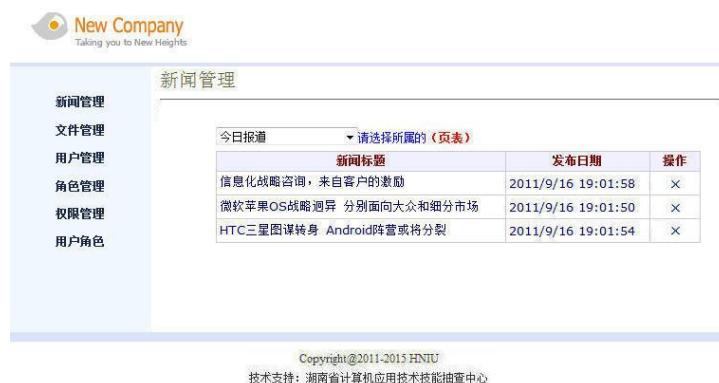 New Company
Taking you to New Heights
新闻管理
新闻管理
文件管理
用户管理
角色管理
权限管理
用户角色
今日报道 请选择所属的（页表）
新闻标题 发布日期 操作
信息化战略咨询，来自客户的激励 2011/9/16 19:01:58 ×
微软苹果OS战略迥异 分别面向大众和细分市场 2011/9/16 19:01:50 ×
HTC三星图谋转身 Android阵营或将分裂 2011/9/16 19:01:54 ×
Copyright@2011-2015 HNIU
技术支持：湖南省计算机应用技术技能抽查中心